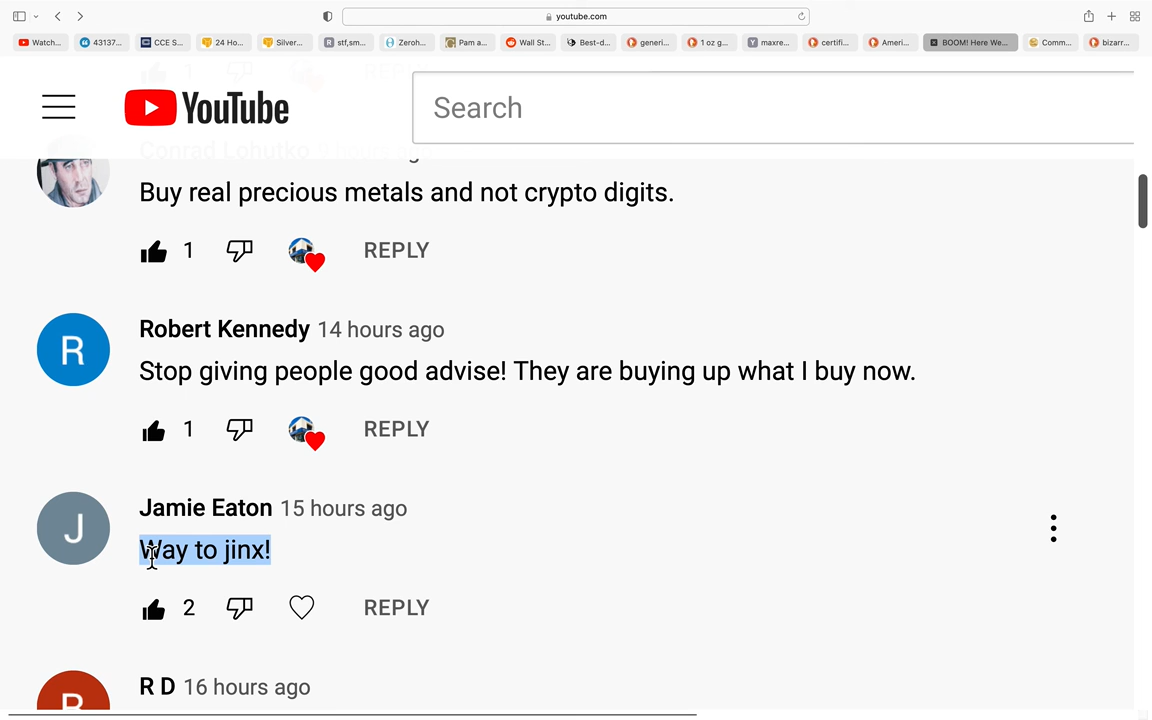 youtube.com
Watch...
43137...
CCE S...
24 Ho...
Silver...
stf,sm...
Zeroh...
Pam a...
Wall St...
Best-d...
generi...
1 oz g...
maxre...
certifi...
Ameri...
BOOM! Here We...
Comm...
bizarr...
1
REPLY
YouTube
Search
Conrad Lohutko
Buy real precious metals and not crypto digits.
1
REPLY
R
Robert Kennedy 14 hours ago
Stop giving people good advise! They are buying up what I buy now.
1
REPLY
J
Jamie Eaton 15 hours ago
Way to jinx!
2
REPLY
R
R D 16 hours ago